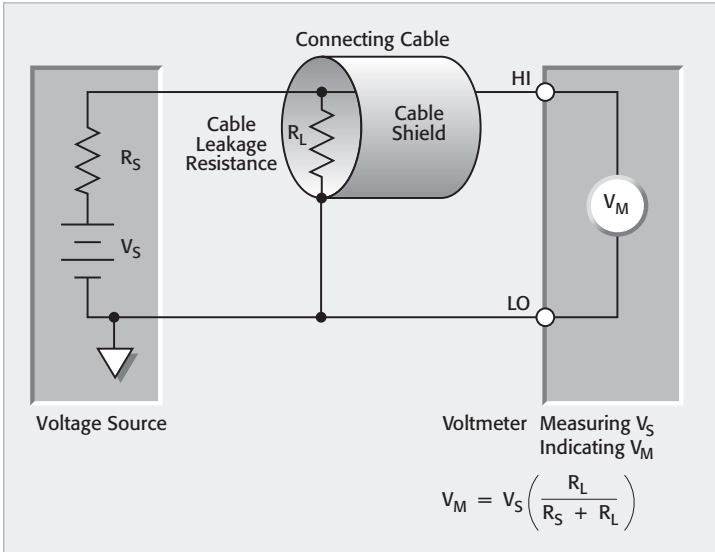 Connecting Cable
HI
Cable
Leakage
Resistance
R_L
Cable
Shield
R_S
V_M
V_S
LO
Voltage Source
Voltmeter Measuring V_S
Indicating V_M
V_M = V_S ( R_L / (R_S + R_L) )